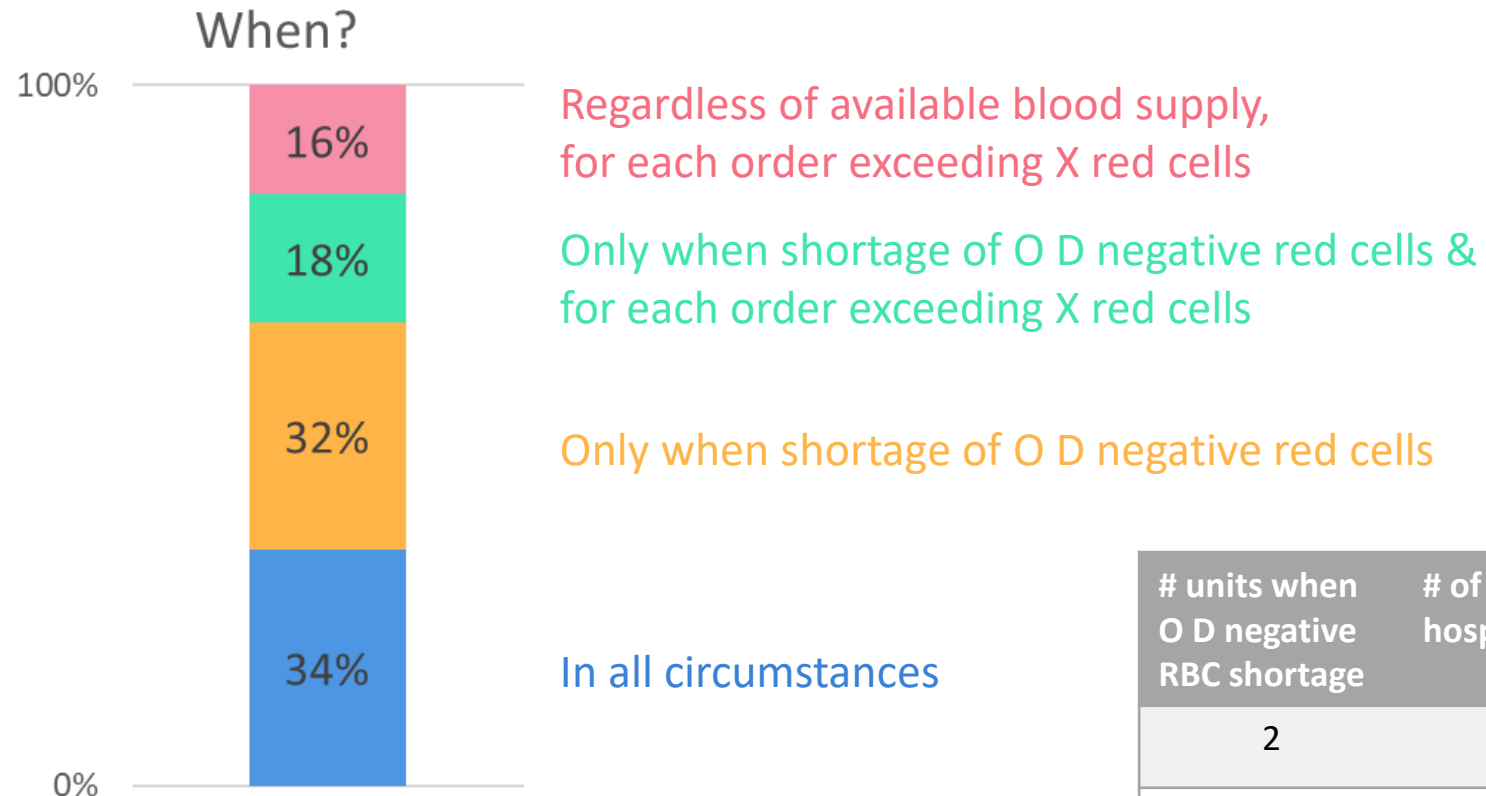 When?
100%
16%
Regardless of available blood supply,
for each order exceeding X red cells
18%
Only when shortage of O D negative red cells &
for each order exceeding X red cells
32%
Only when shortage of O D negative red cells
34%
In all circumstances
0%
# units when # of
O D negative hosp
RBC shortage
2